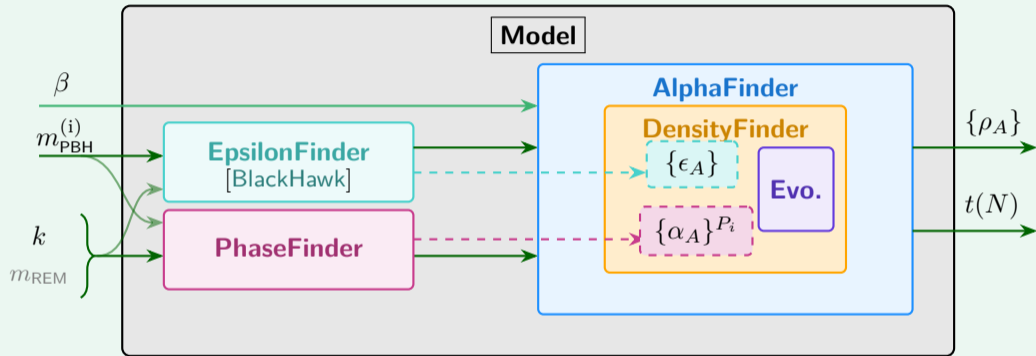 Model
β
AlphaFinder
m_PBH^(i)
EpsilonFinder
[BlackHawk]
DensityFinder
{ρ_A}
{ϵ_A}
Evo.
t(N)
k
PhaseFinder
{α_A}^{P_i}
m_REM